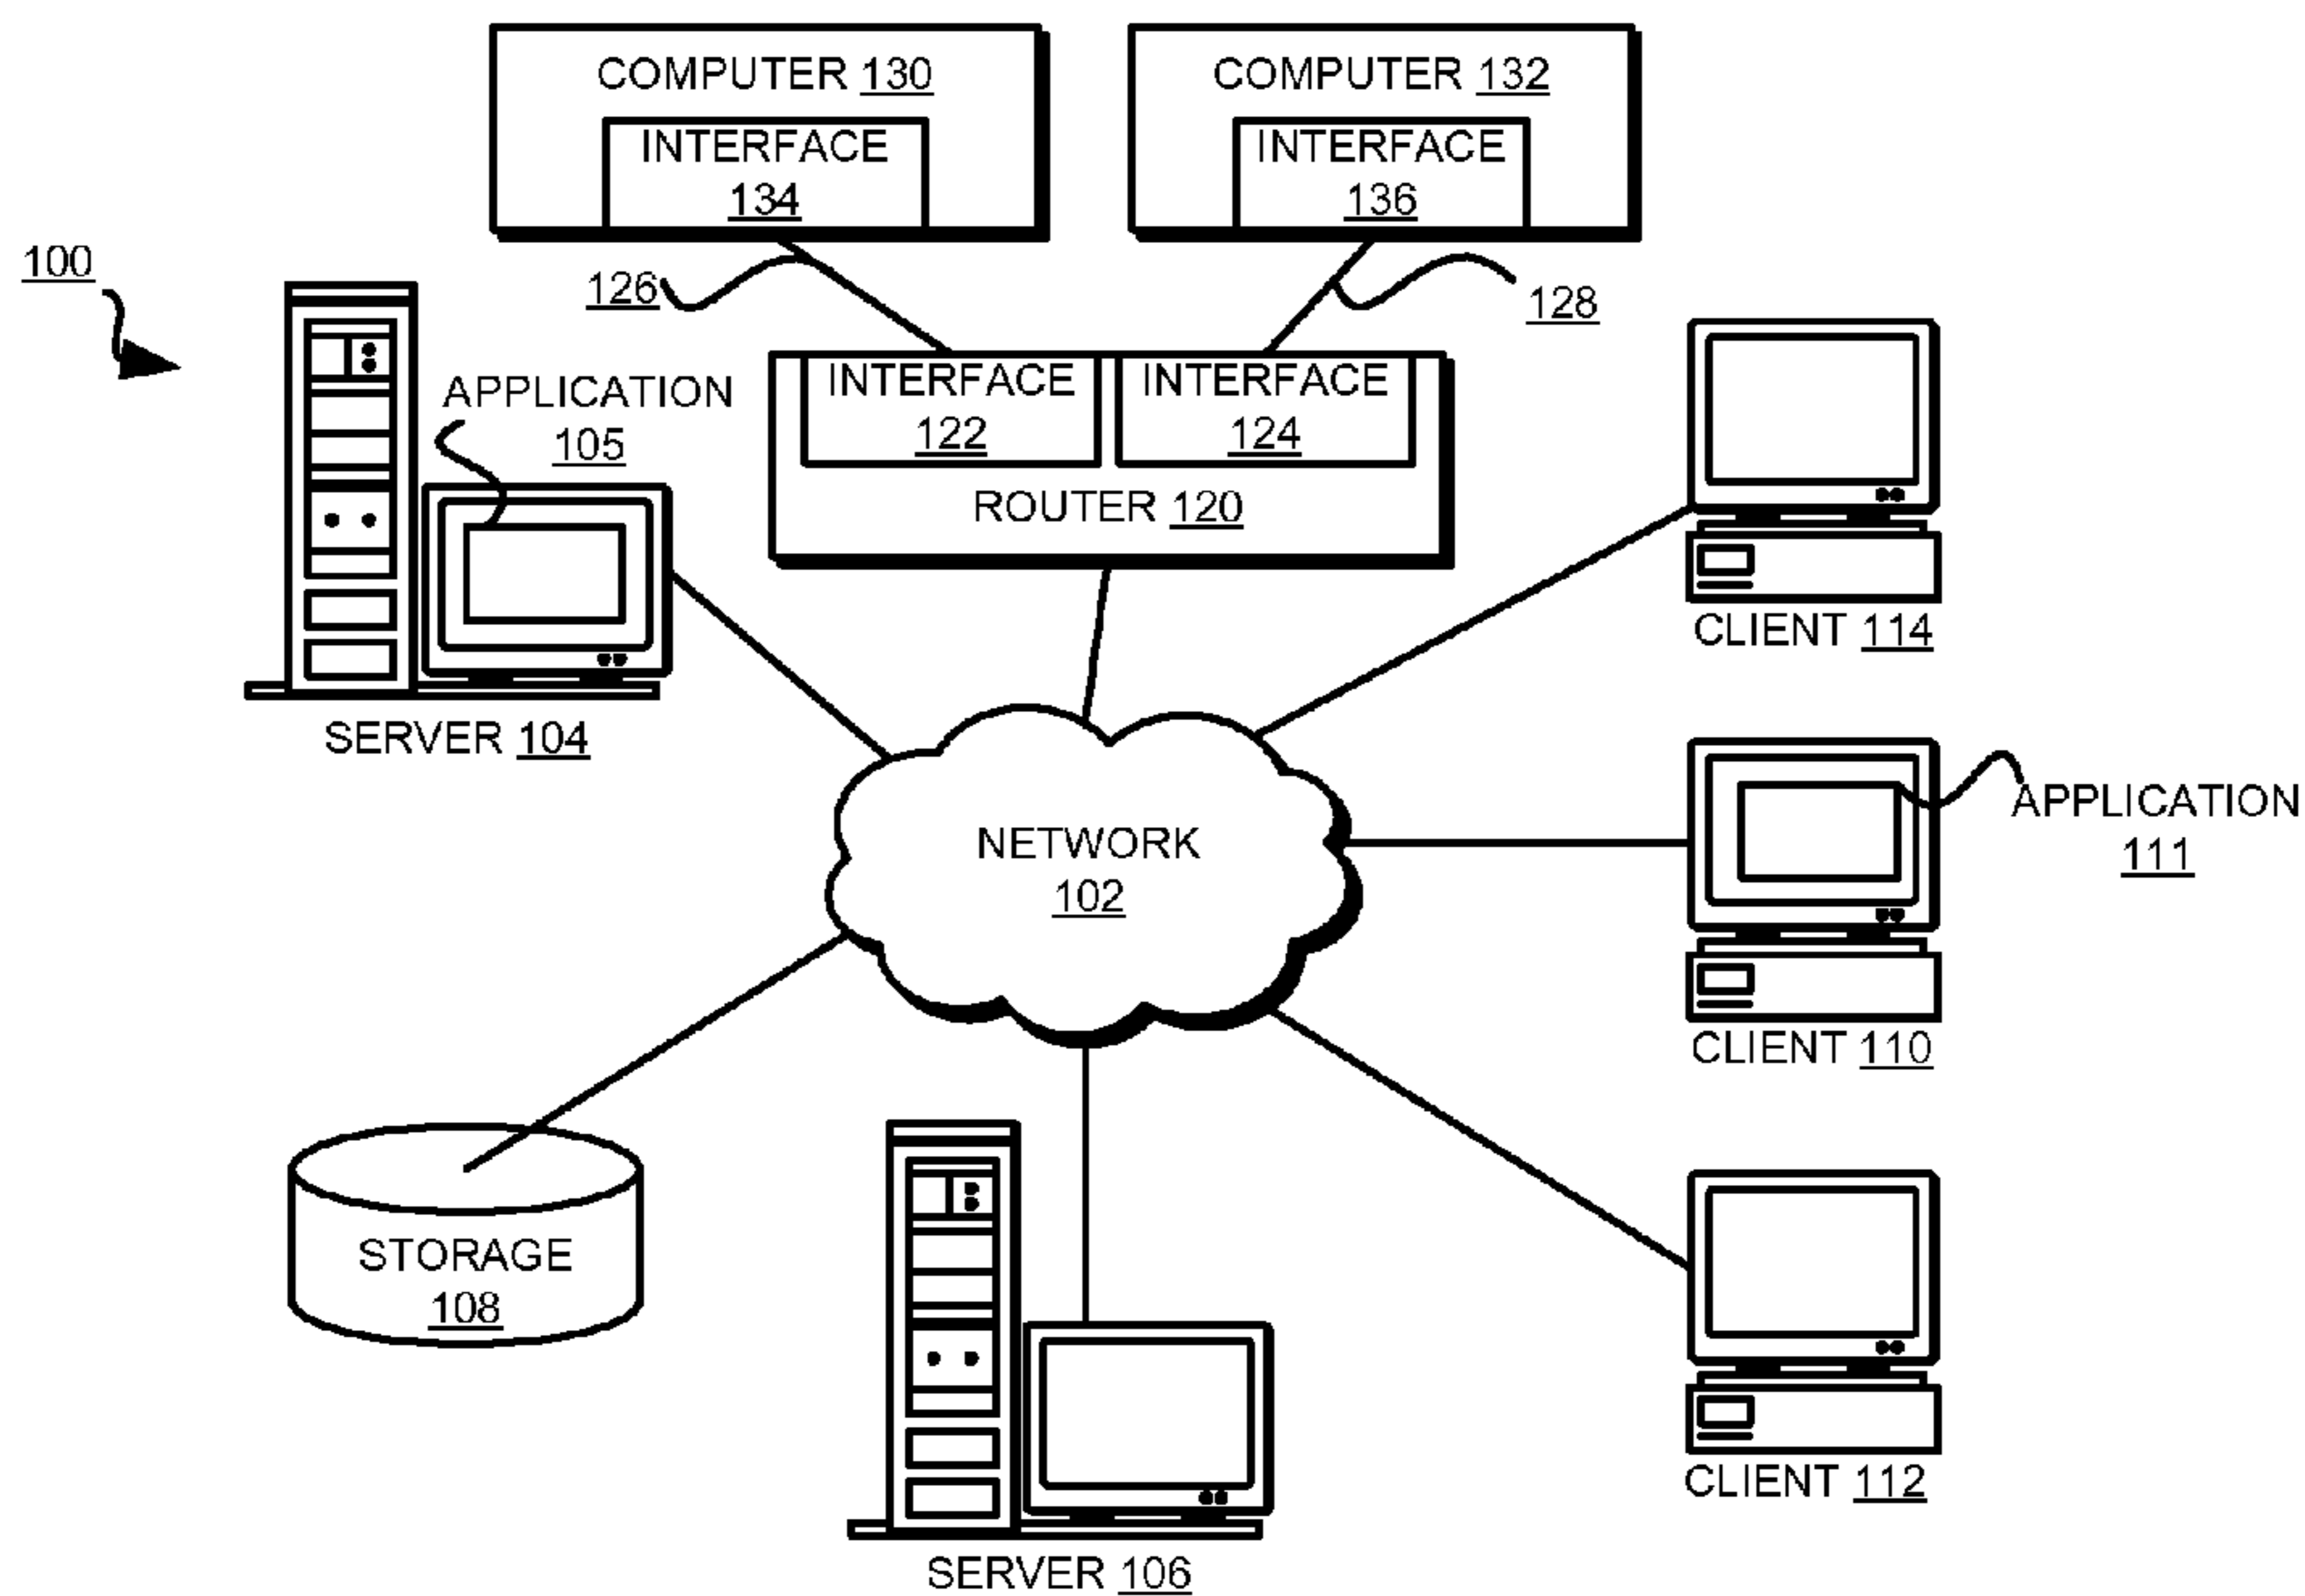 COMPUTER 130
INTERFACE
134
COMPUTER 132
INTERFACE
136
100
126
128
APPLICATION
105
INTERFACE
122
INTERFACE
124
ROUTER 120
CLIENT 114
SERVER 104
NETWORK
102
APPLICATION
111
CLIENT 110
STORAGE
108
CLIENT 112
SERVER 106